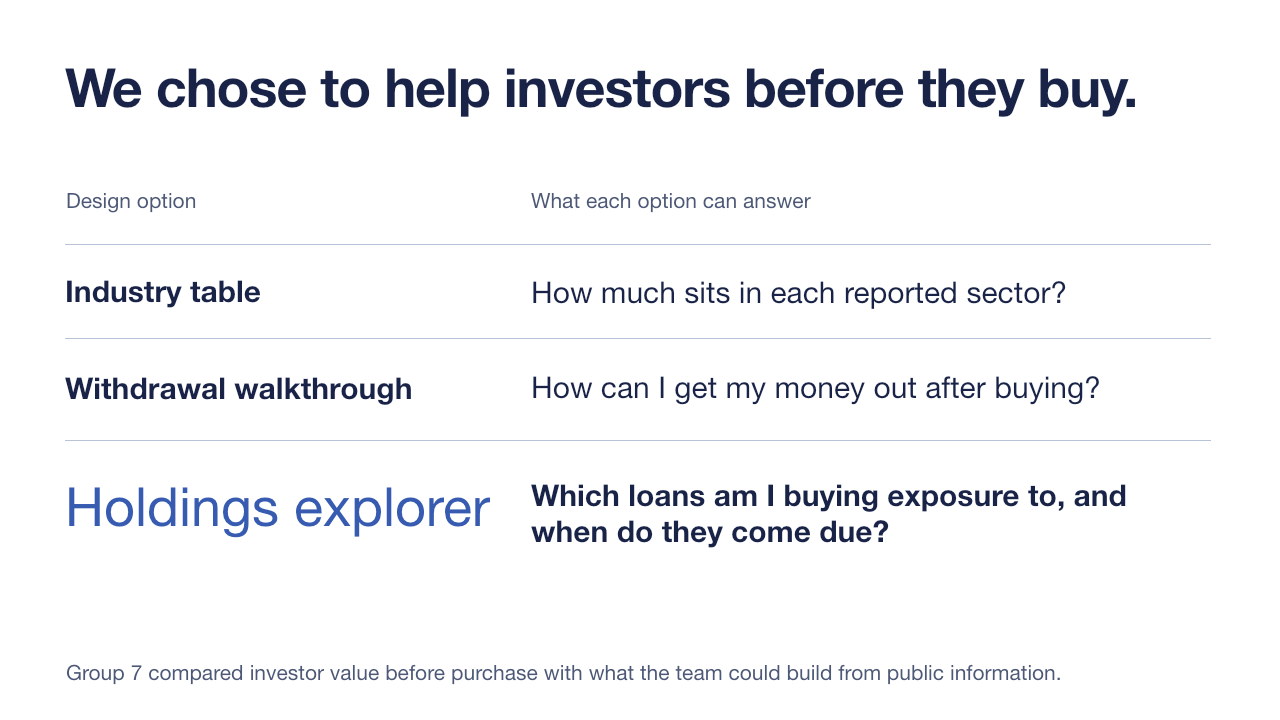 We chose to help investors before they buy.
Design option
What each option can answer
Industry table
How much sits in each reported sector?
Withdrawal walkthrough
How can I get my money out after buying?
Holdings explorer
Which loans am I buying exposure to, and
when do they come due?
Group 7 compared investor value before purchase with what the team could build from public information.